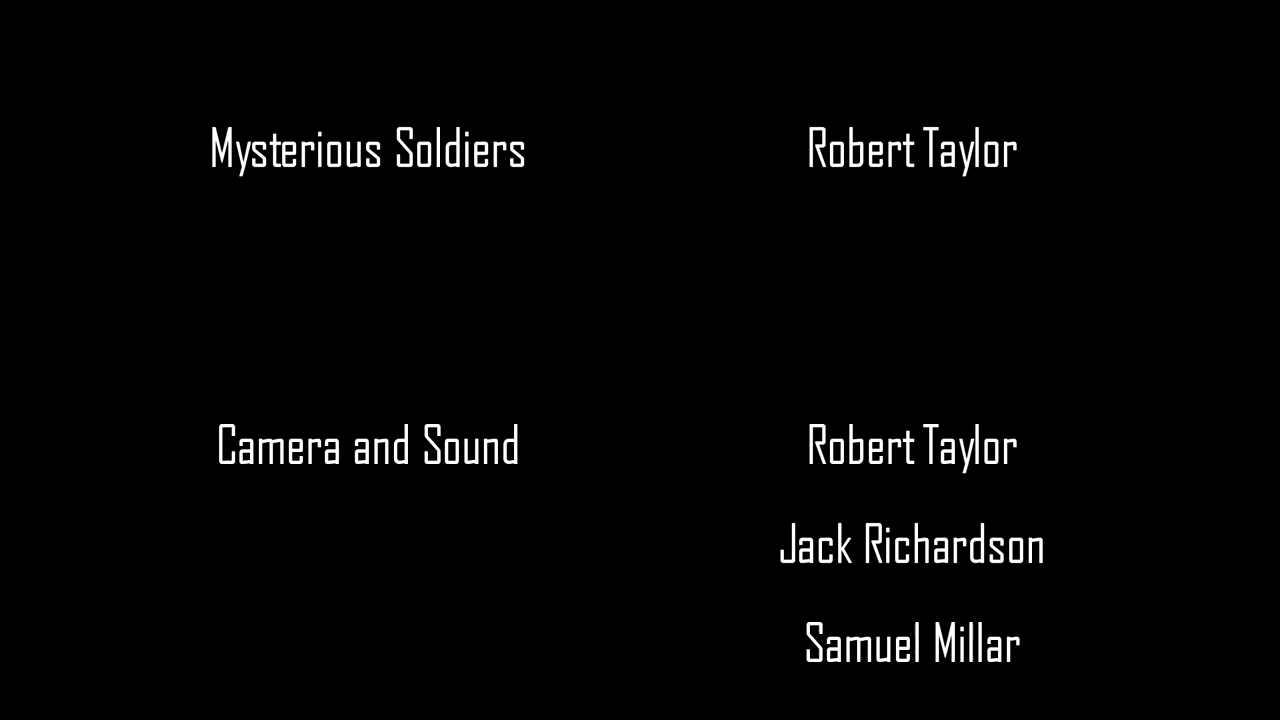 Mysterious Soldiers Robert Taylor
Camera and Sound Robert Taylor
Jack Richardson
Samuel Millar